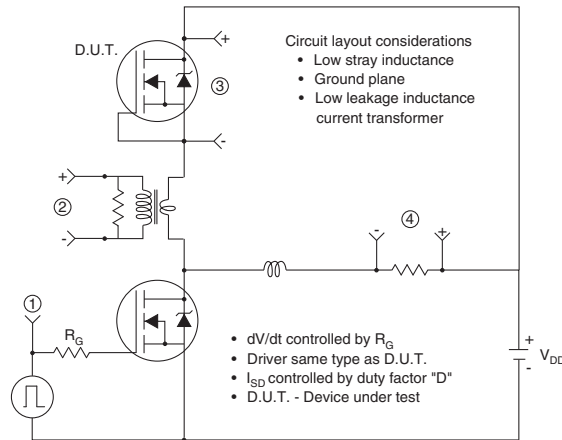 D.U.T.
+
Circuit layout considerations
• Low stray inductance
• Ground plane
• Low leakage inductance
current transformer
③
-
+
②
-
④
-
+
①
R_G
• dV/dt controlled by R_G
• Driver same type as D.U.T.
• I_SD controlled by duty factor "D"
• D.U.T. - Device under test
+
V_DD
-